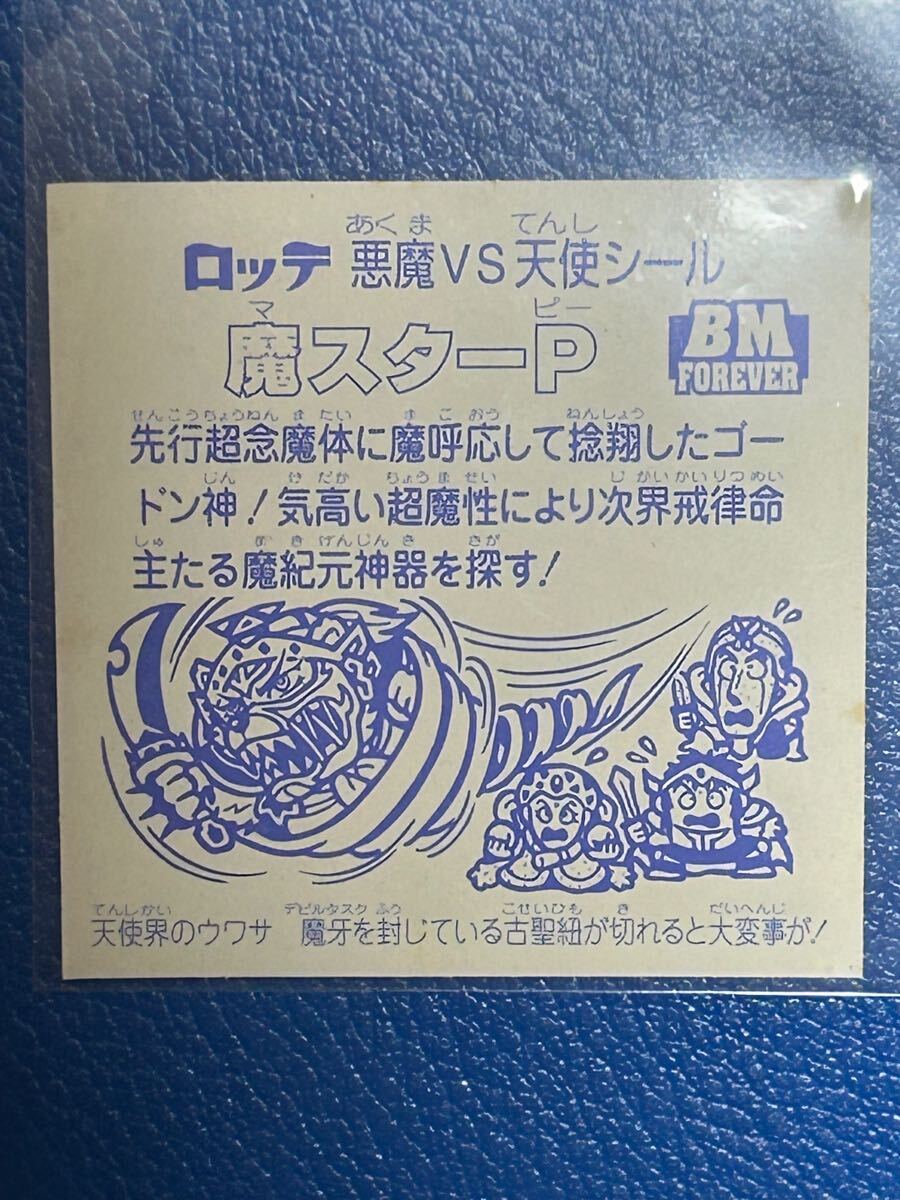 あくま てんし
ロッテ 悪魔VS天使シール
マ ピー
魔スターP
BM
FOREVER
せんこうちょうねん ま たい ま こ おう ねんしょう
先行超念魔体に魔呼応して捻翔したゴー
じん け だか ちょう ま せい じ かいかいりつめい
ドン神!気高い超魔性により次界戒律命
しゅ ま き げんじん き さが
主たる魔紀元神器を探す!
てんしかい デビルタスク ふう こせいひも き だいへんじ
天使界のウワサ 魔牙を封じている古聖紐が切れると大変事が!